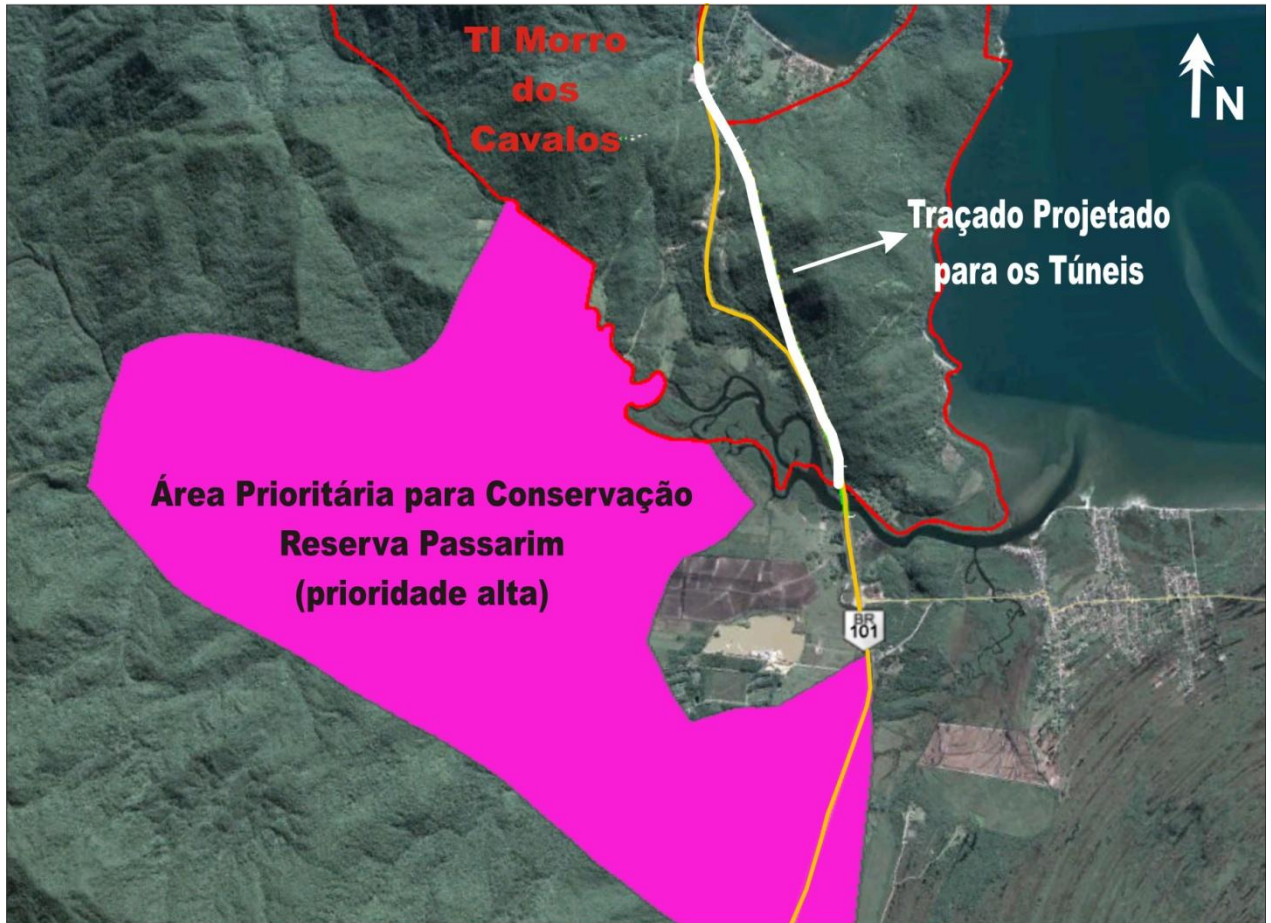 TI Morro
dos
Cavalos
N
Traçado Projetado
para os Túneis
Área Prioritária para Conservação
Reserva Passarim
(prioridade alta)
BR
101